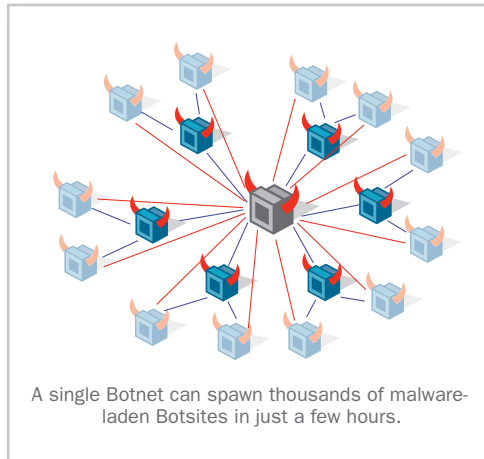 A single Botnet can spawn thousands of malware-
laden Botsites in just a few hours.